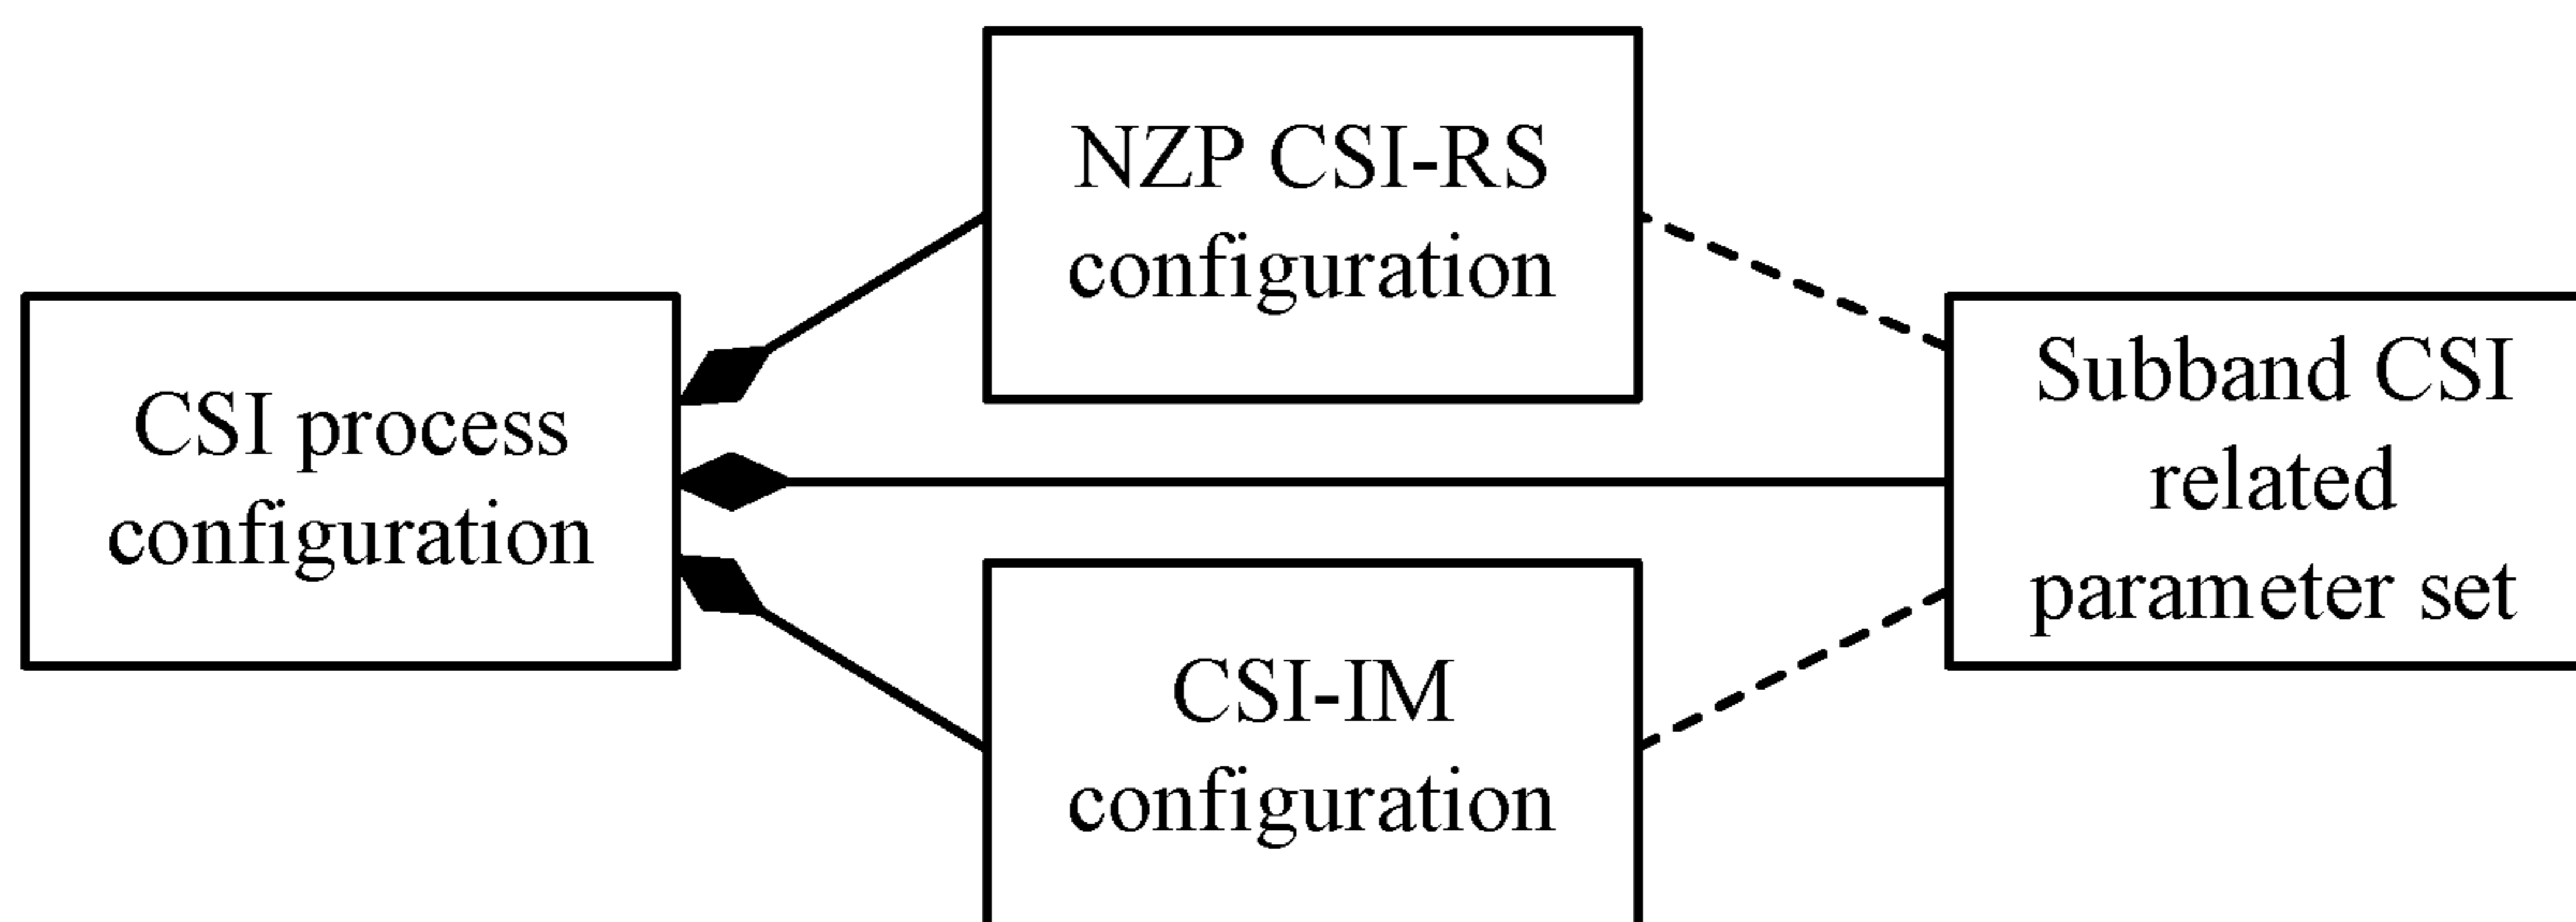 NZP CSI-RS
configuration
CSI process
configuration
Subband CSI
related
parameter set
CSI-IM
configuration